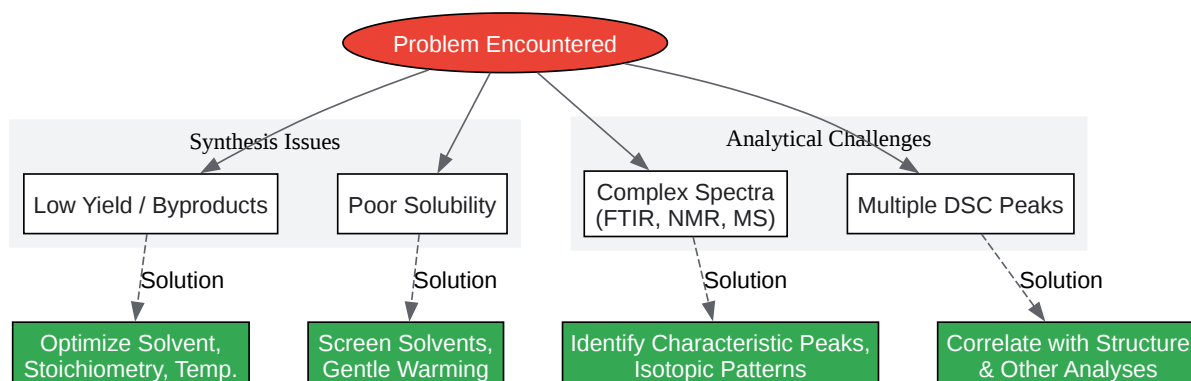 Problem Encountered
Synthesis Issues
Analytical Challenges
Low Yield / Byproducts
Poor Solubility
Complex Spectra
(FTIR, NMR, MS)
Multiple DSC Peaks
Solution
Solution
Solution
Solution
Optimize Solvent,
Stoichiometry, Temp.
Screen Solvents,
Gentle Warming
Identify Characteristic Peaks,
Isotopic Patterns
Correlate with Structure
& Other Analyses